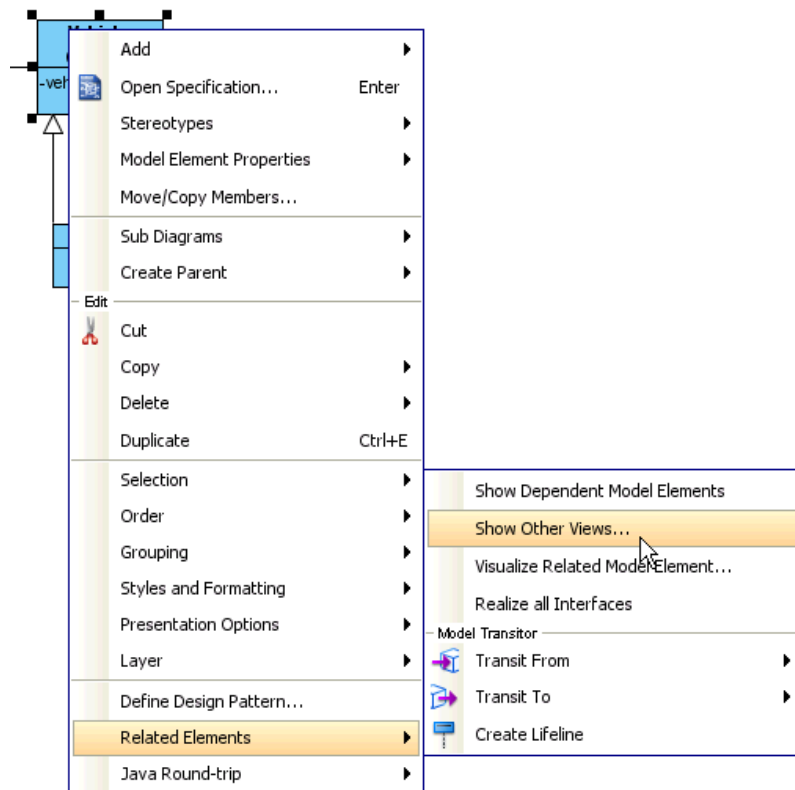 Add
-veh
Open Specification... Enter
Stereotypes
Model Element Properties
Move/Copy Members...
Sub Diagrams
Create Parent
Edit
Cut
Copy
Delete
Duplicate Ctrl+E
Selection
Order
Grouping
Styles and Formatting
Presentation Options
Layer
Define Design Pattern...
Related Elements
Java Round-trip
Show Dependent Model Elements
Show Other Views...
Visualize Related Model Element...
Realize all Interfaces
Model Transitor
Transit From
Transit To
Create Lifeline